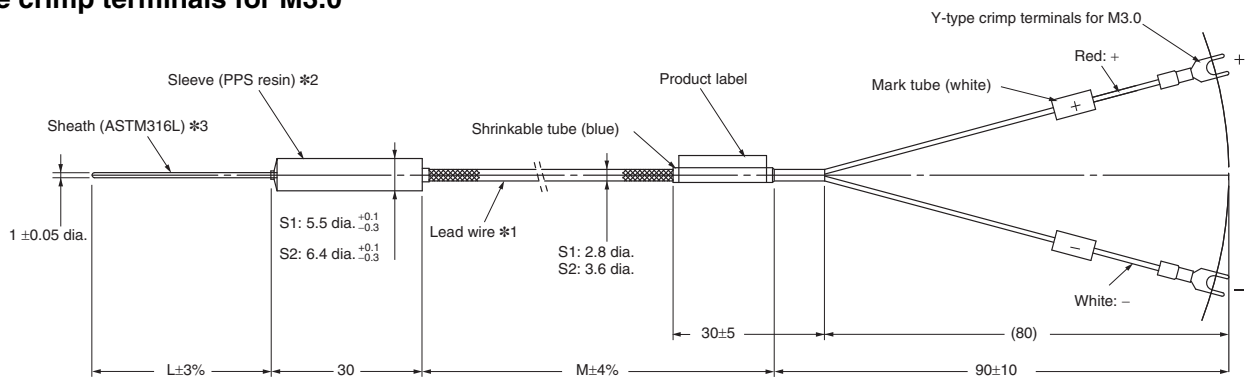 e crimp terminals for M3.0
Y-type crimp terminals for M3.0
Red: +
+
Sleeve (PPS resin) ✻2
Product label
Mark tube (white)
+
Sheath (ASTM316L) ✻3
Shrinkable tube (blue)
1 ±0.05 dia.
S1: 5.5 dia. +0.1 −0.3
S2: 6.4 dia. +0.1 −0.3
Lead wire ✻1
S1: 2.8 dia.
S2: 3.6 dia.
−
−
White: −
30±5
(80)
L±3%
30
M±4%
90±10